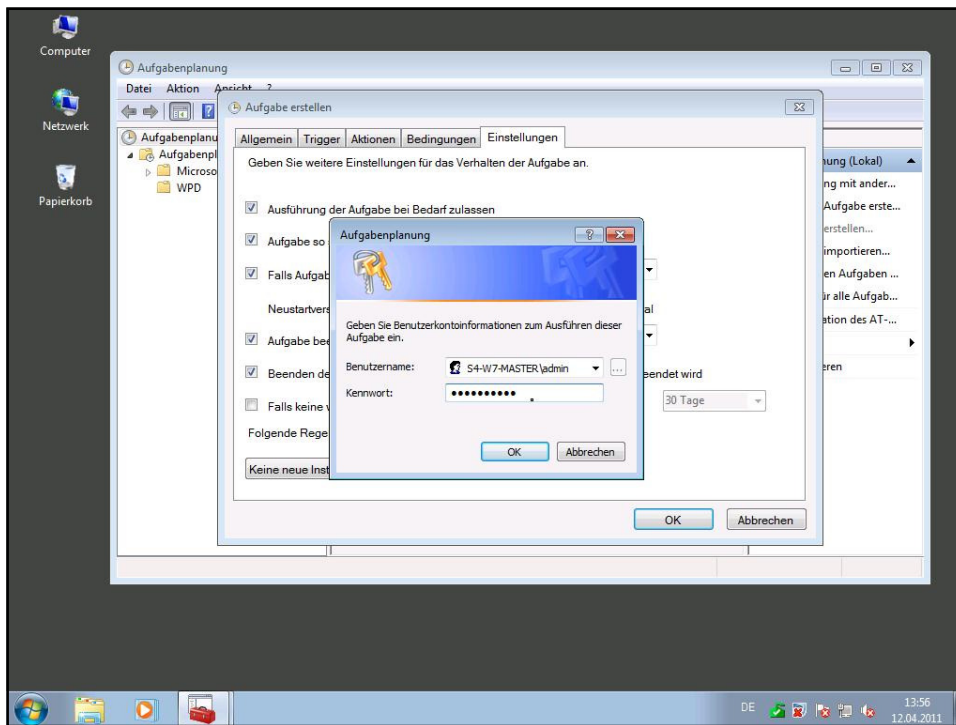 Computer
Netzwerk
Papierkorb
Aufgabenplanung
Datei Aktion Ansicht ?
Aufgabenplanu
Aufgabenpl
Microso
WPD
Aufgabe erstellen
Allgemein Trigger Aktionen Bedingungen Einstellungen
Geben Sie weitere Einstellungen für das Verhalten der Aufgabe an.
Ausführung der Aufgabe bei Bedarf zulassen
Aufgabe so
Falls Aufgab
Neustartvers
al
Aufgabe bee
Beenden de
eendet wird
Falls keine
30 Tage
Folgende Rege
Keine neue Inst
OK Abbrechen
Aufgabenplanung
?
Geben Sie Benutzerkontoinformationen zum Ausführen dieser
Aufgabe ein.
Benutzername: S4-W7-MASTER\admin ...
Kennwort: ••••••••••
OK Abbrechen
ung (Lokal)
ng mit ander...
Aufgabe erste...
erstellen...
importieren...
en Aufgaben ...
ür alle Aufgab...
ation des AT-...
eren
DE
13:56
12.04.2011